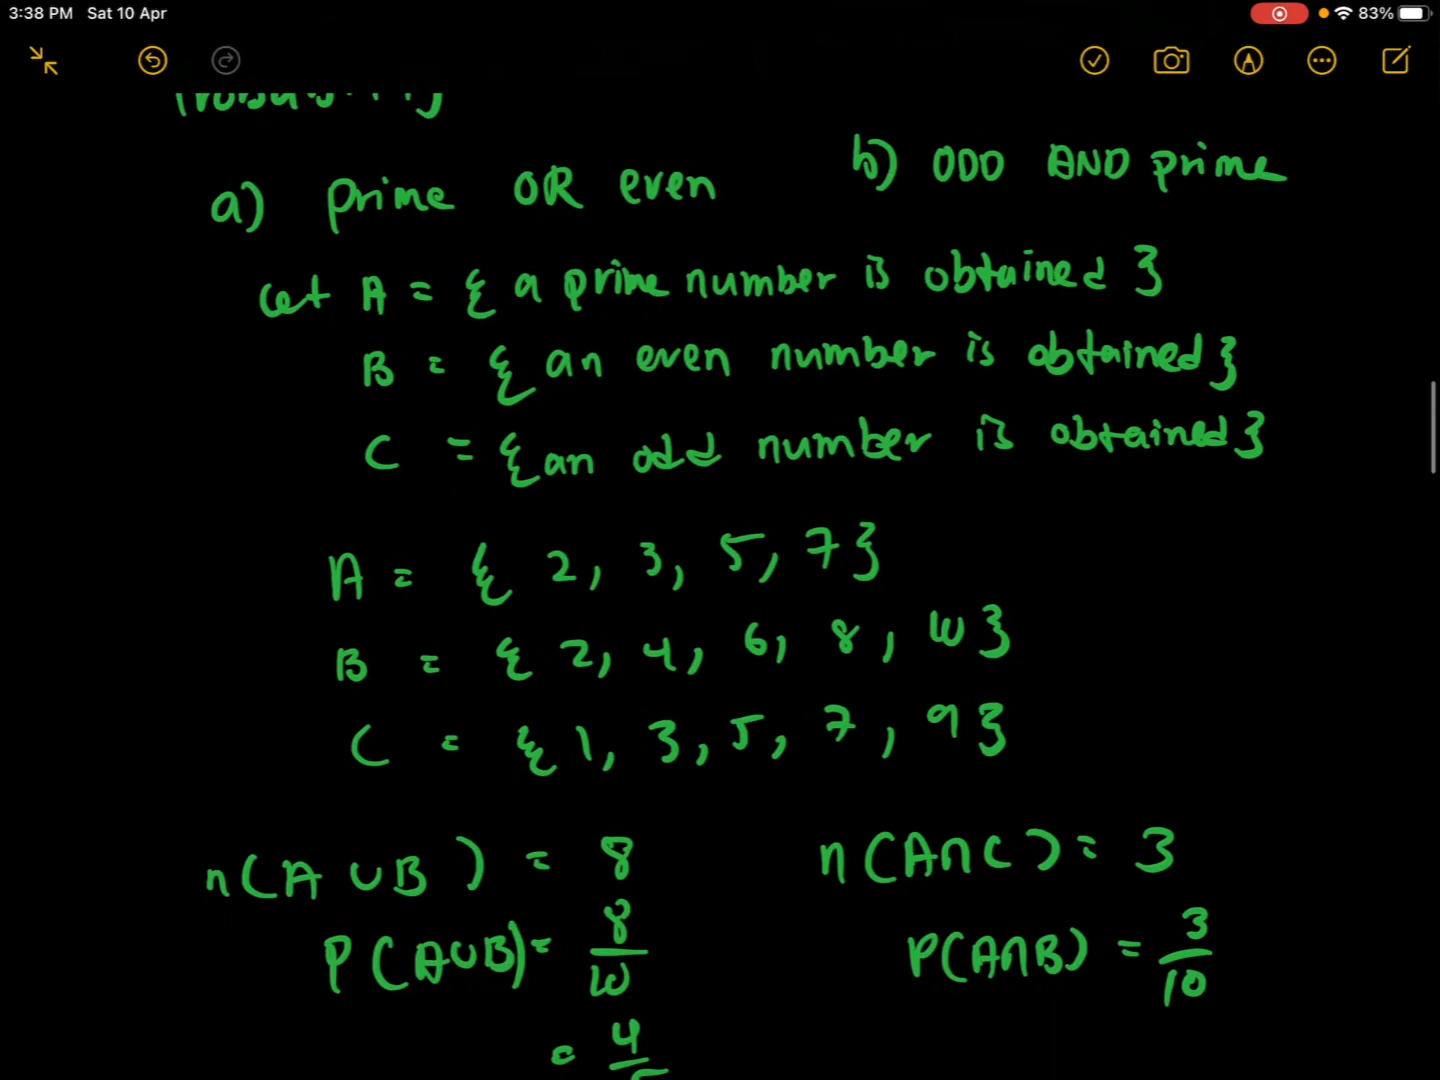 3:38 PM Sat 10 Apr 83%
a) prime OR even
b) ODD AND prime
let A = { a prime number is obtained }
B = { an even number is obtained }
C = { an odd number is obtained }
A = { 2, 3, 5, 7 }
B = { 2, 4, 6, 8, 10 }
C = { 1, 3, 5, 7, 9 }
n(A ∪ B) = 8
n(A ∩ C) = 3
P(A ∪ B) = 8/10
P(A ∩ B) = 3/10
= 4/